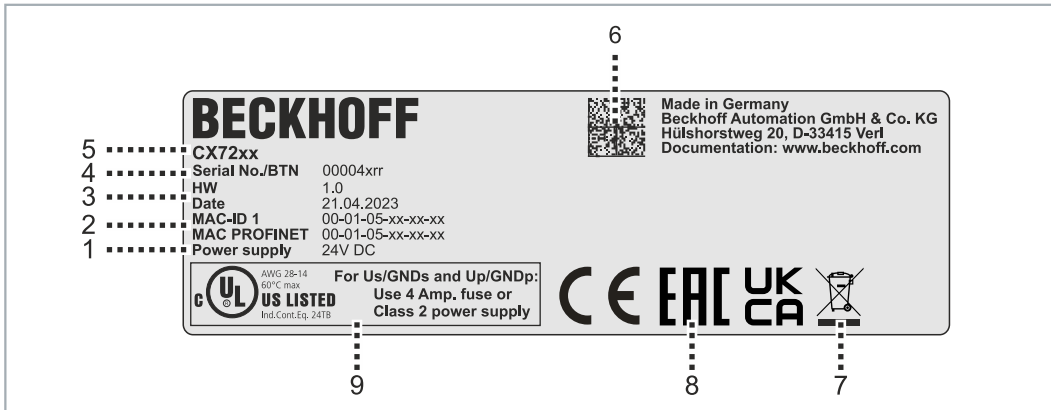 6
BECKHOFF
CX72xx
Serial No./BTN 00004xrr
HW 1.0
Date 21.04.2023
MAC-ID 1 00-01-05-xx-xx-xx
MAC PROFINET 00-01-05-xx-xx-xx
Power supply 24V DC
Made in Germany
Beckhoff Automation GmbH & Co. KG
Hülshorstweg 20, D-33415 Verl
Documentation: www.beckhoff.com
5
4
3
2
1
C UL US LISTED
AWG 28-14
60°C max
Ind.Cont.Eq. 24TB
For Us/GNDs and Up/GNDp:
Use 4 Amp. fuse or
Class 2 power supply
CE
EAC
UK
CA
9
8
7